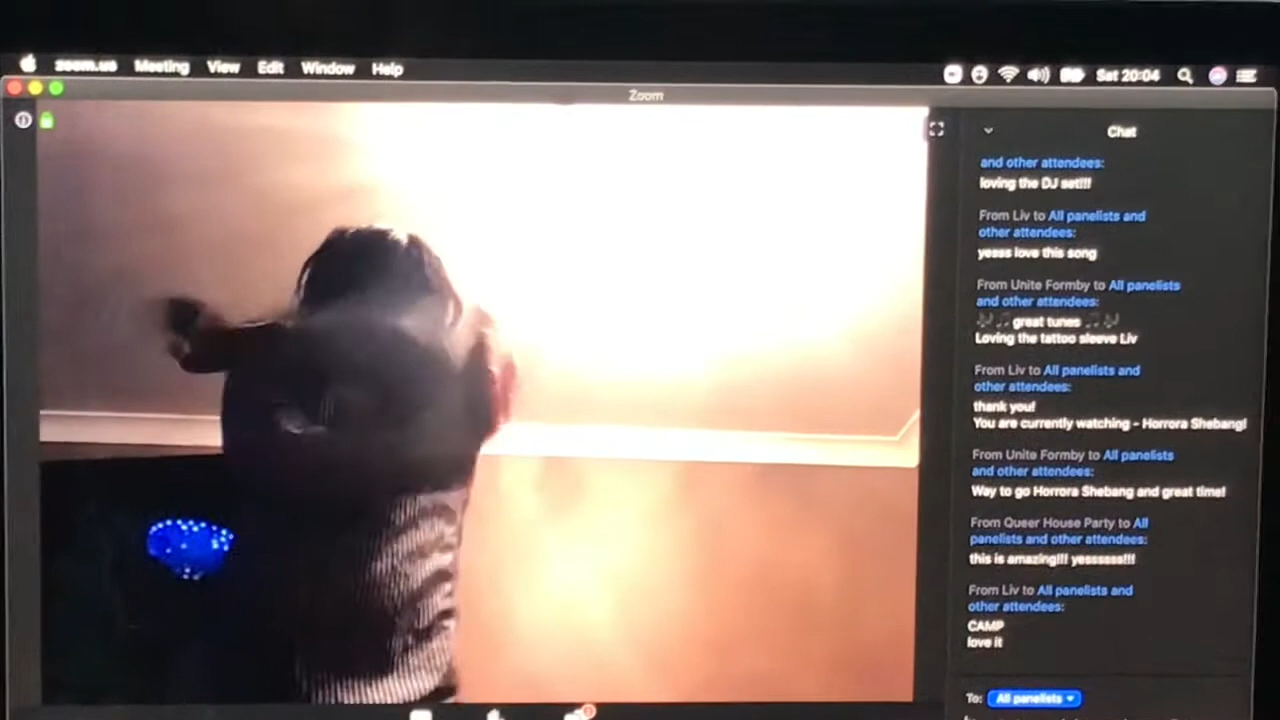 zoom.us Meeting View Edit Window Help
Sat 20:04
Zoom
Chat
and other attendees:
loving the DJ set!!!
From Liv to All panelists and
other attendees:
yesss love this song
From Unite Formby to All panelists
and other attendees:
great tunes
Loving the tattoo sleeve Liv
From Liv to All panelists and
other attendees:
thank you!
You are currently watching - Horrora Shebang!
From Unite Formby to All panelists
and other attendees:
Way to go Horrora Shebang and great time!
From Queer House Party to All
panelists and other attendees:
this is amazing!!! yessssss!!!
From Liv to All panelists and
other attendees:
CAMP
love it
To: All panelists